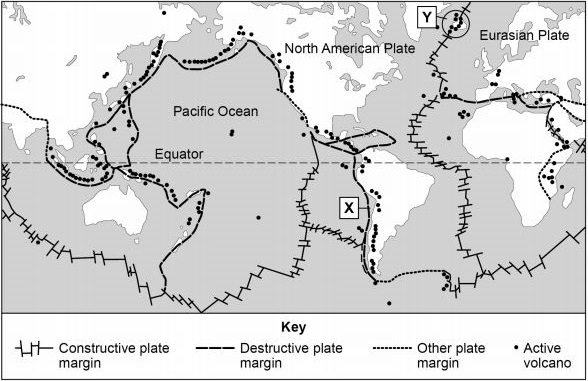 Y
North American Plate
Eurasian Plate
Pacific Ocean
Equator
X
Key
Constructive plate
margin
Destructive plate
margin
Other plate
margin
Active
volcano